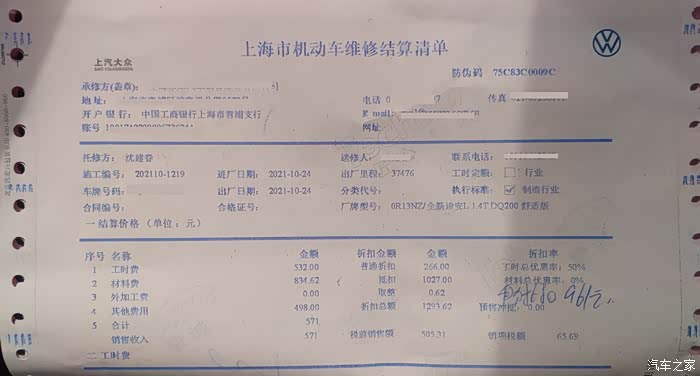 上汽大众
SAIC VOLKSWAGEN
上海市机动车维修结算清单
防伪码 75C83C0009C
承修方(盖章):
地址: 电话 传真
开户银行: 中国工商银行上海市青浦支行 E_mail:
账号 网址:
托修方: 沈建春 送修人: 联系电话:
施工编号: 202110-1219 进厂日期: 2021-10-24 出厂里程: 37476 工时定额: 行业
车牌号码: 出厂日期: 2021-10-24 分类代号: 执行标准: 制造行业
合同编号: 合格证号: 厂牌型号: 0R13NZ/全新途安L 1.4T DQ200 舒适版
一 结算价格 (单位: 元)
序号 名称 金额 折扣金额 金额 折扣率
1 工时费 532.00 普通折扣 266.00 工时总优惠率: 50%
2 材料费 834.62 抵扣 1027.00 材料总优惠率: 0%
3 外加工费 0.00 取整 0.62
961元
4 其他费用 498.00 折扣总额 1293.62 预售冲抵: 0.00
5 合计 571
销售收入 571 税前销售额 505.31 销项税额 65.69
二 工时费
汽车之家